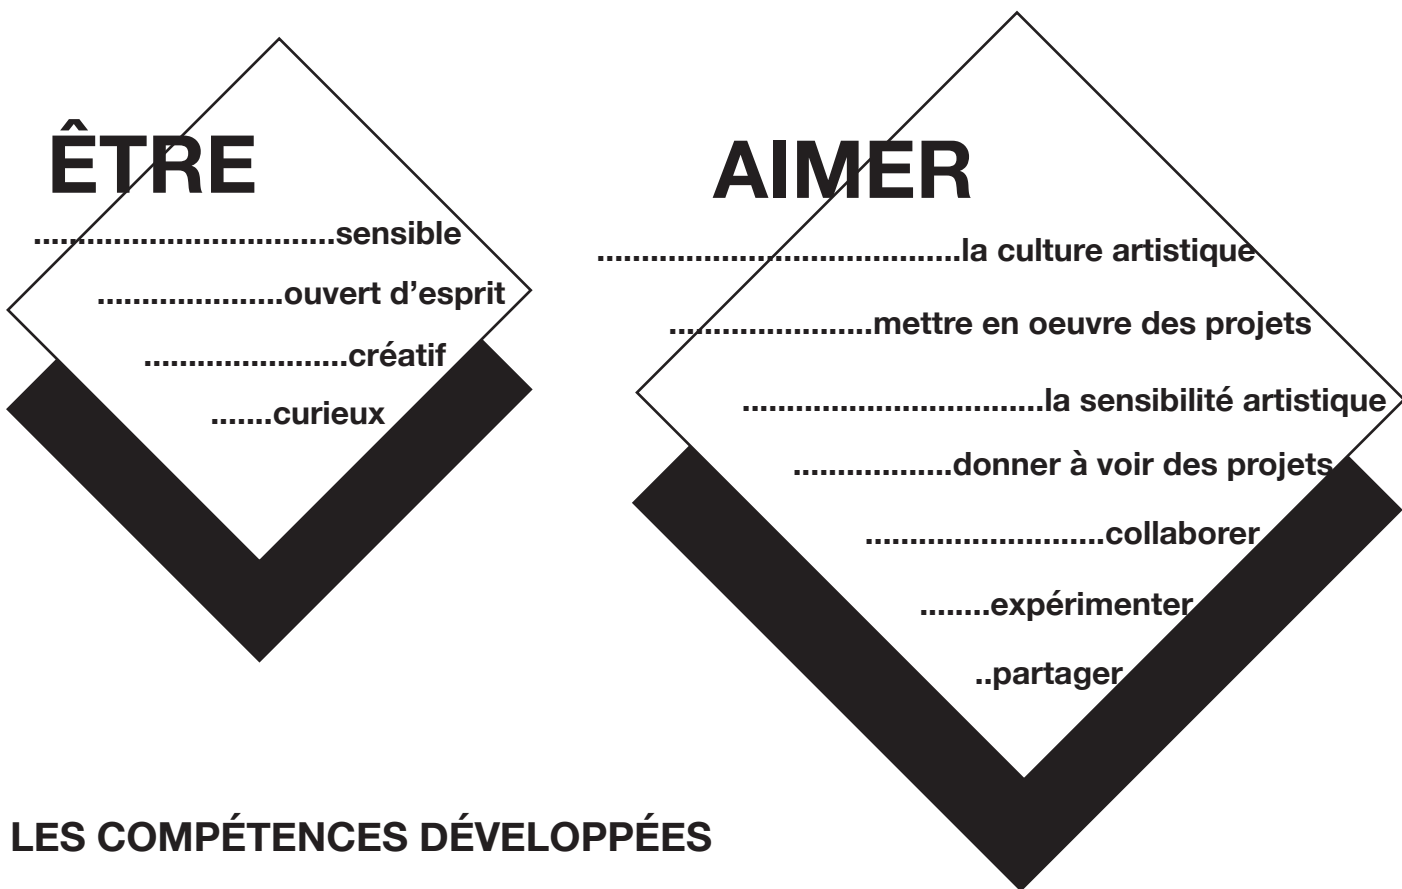 ÊTRE
..................................sensible
.....................ouvert d’esprit
.......................créatif
.......curieux
AIMER
.........................................la culture artistique
.......................mettre en oeuvre des projets
..................................la sensibilité artistique
..................donner à voir des projets
...........................collaborer
........expérimenter
..partager
LES COMPÉTENCES DÉVELOPPÉES